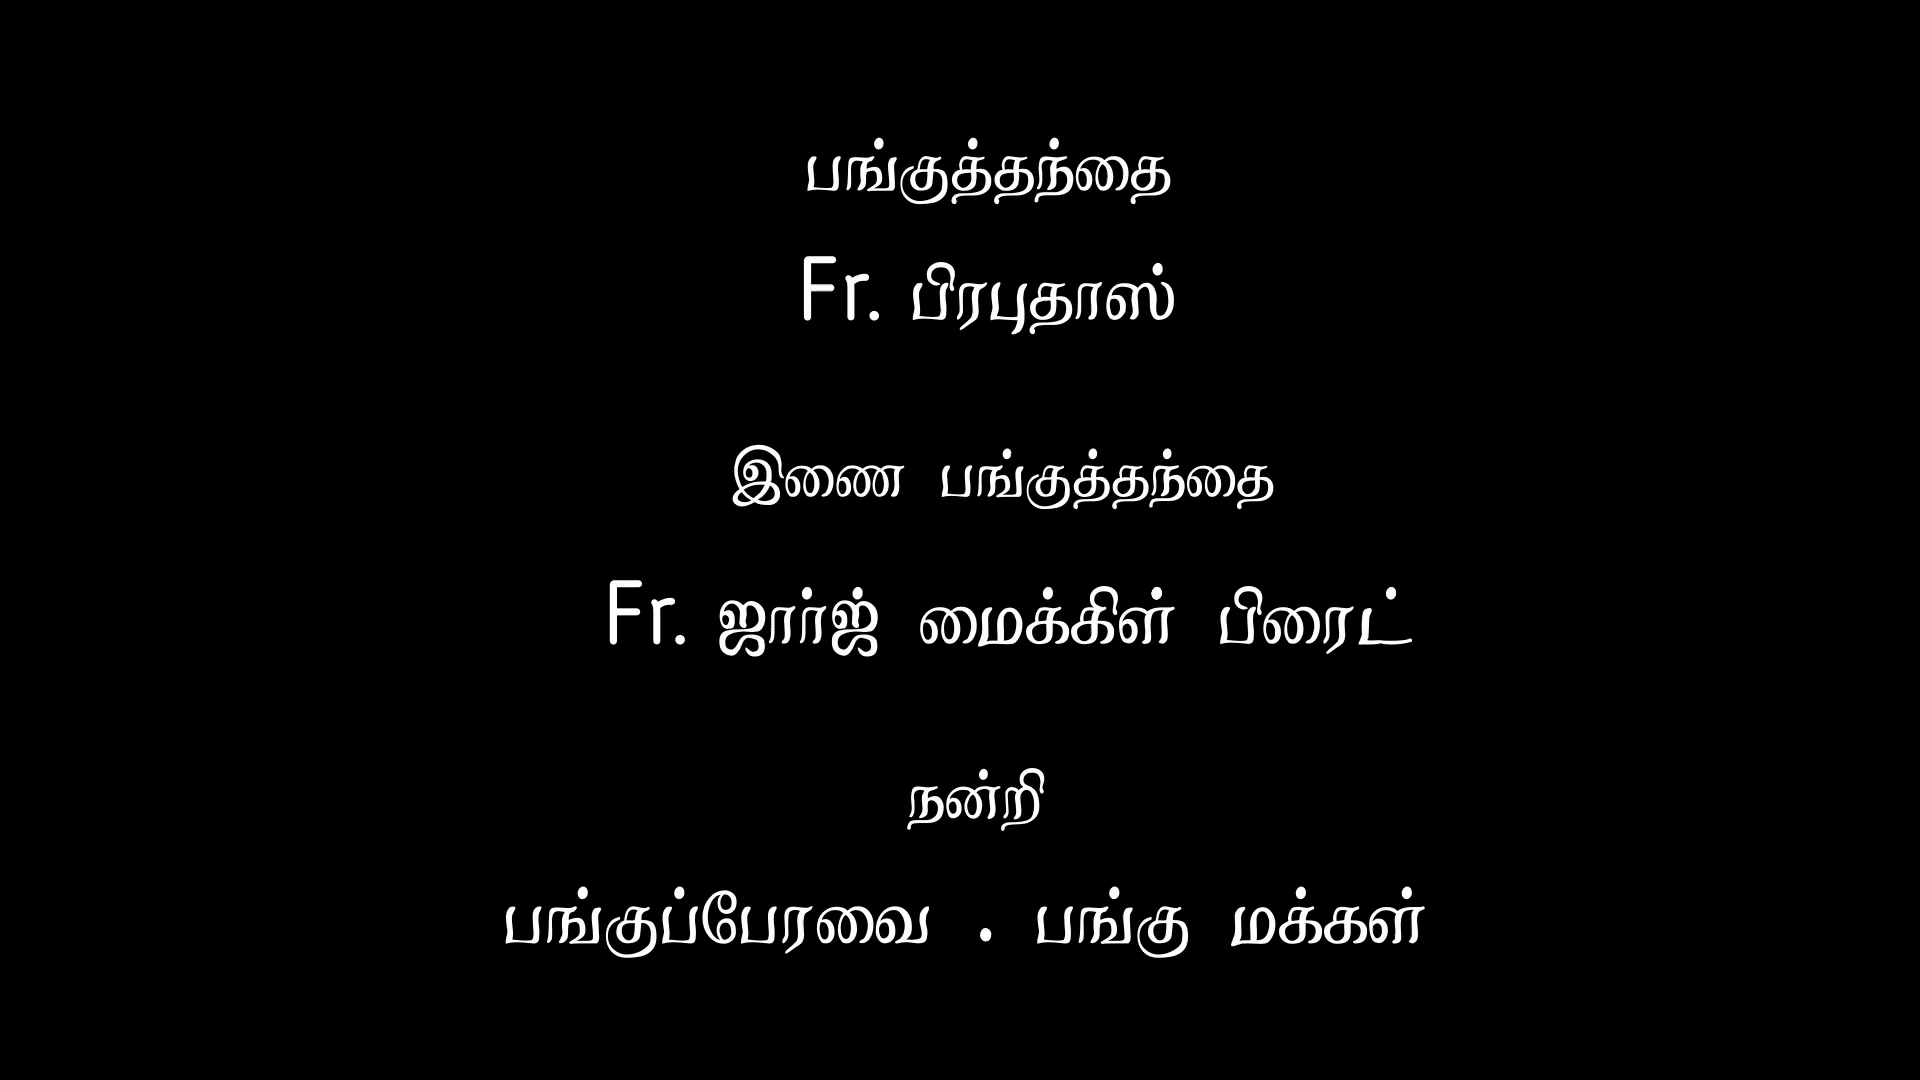 பங்குத்தந்தை
Fr. பிரபுதாஸ்
இணை பங்குத்தந்தை
Fr. ஜார்ஜ் மைக்கிள் பிரைட்
நன்றி
பங்குப்பேரவை . பங்கு மக்கள்